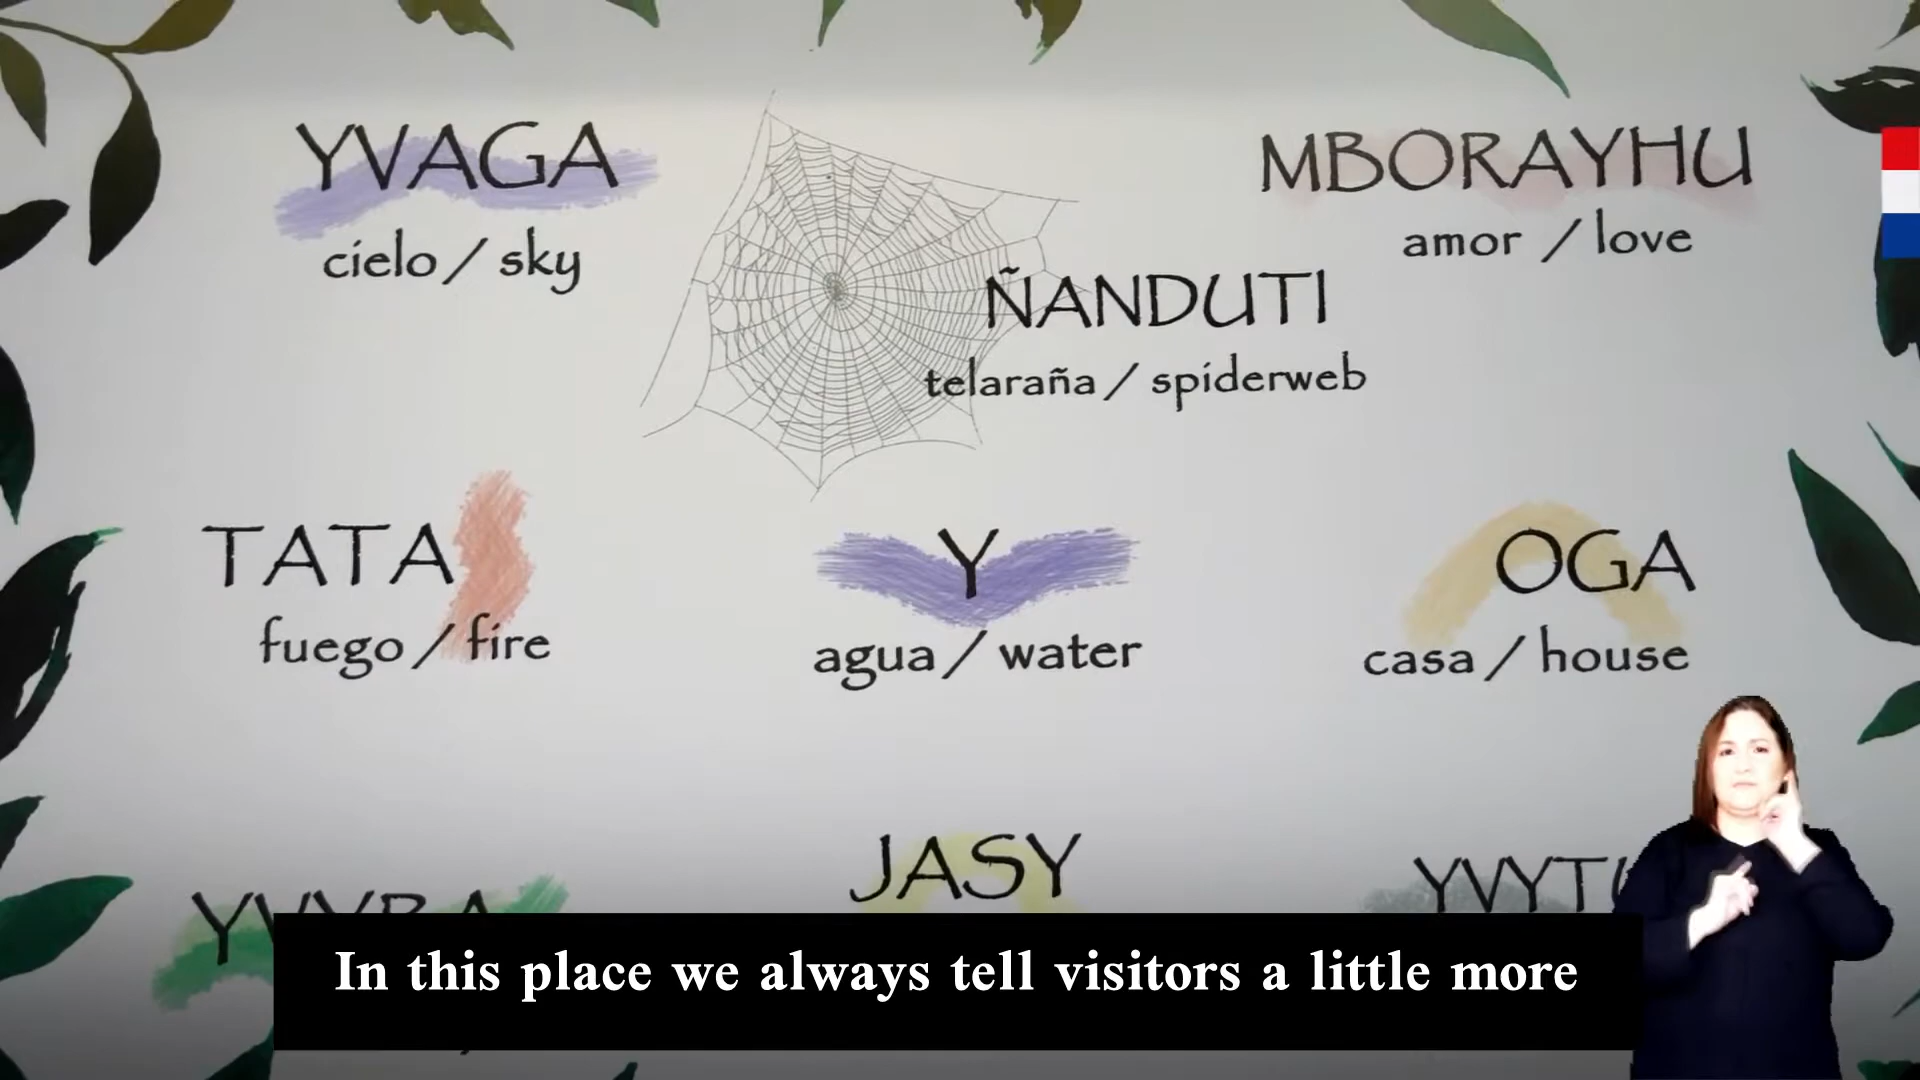 YVAGA
cielo / sky
MBORAYHU
amor / love
ÑANDUTI
telaraña / spiderweb
TATA
fuego / fire
Y
agua / water
OGA
casa / house
JASY
In this place we always tell visitors a little more